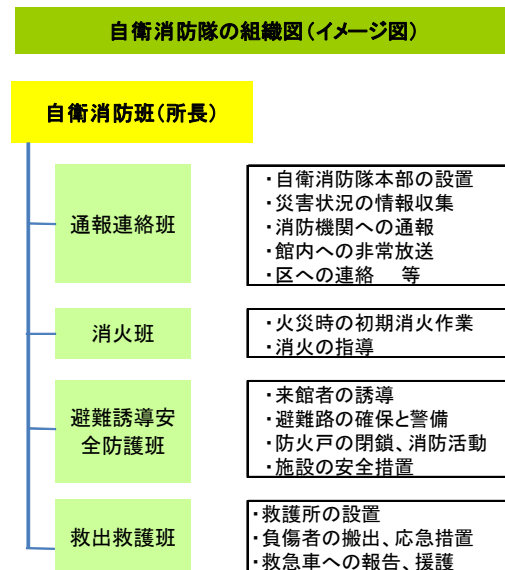 自衛消防隊の組織図(イメージ図)
自衛消防班(所長)
通報連絡班
・自衛消防隊本部の設置
・災害状況の情報収集
・消防機関への通報
・館内への非常放送
・区への連絡　等
消火班
・火災時の初期消火作業
・消火の指導
避難誘導安
全防護班
・来館者の誘導
・避難路の確保と警備
・防火戸の閉鎖、消防活動
・施設の安全措置
救出救護班
・救護所の設置
・負傷者の搬出、応急措置
・救急車への報告、援護